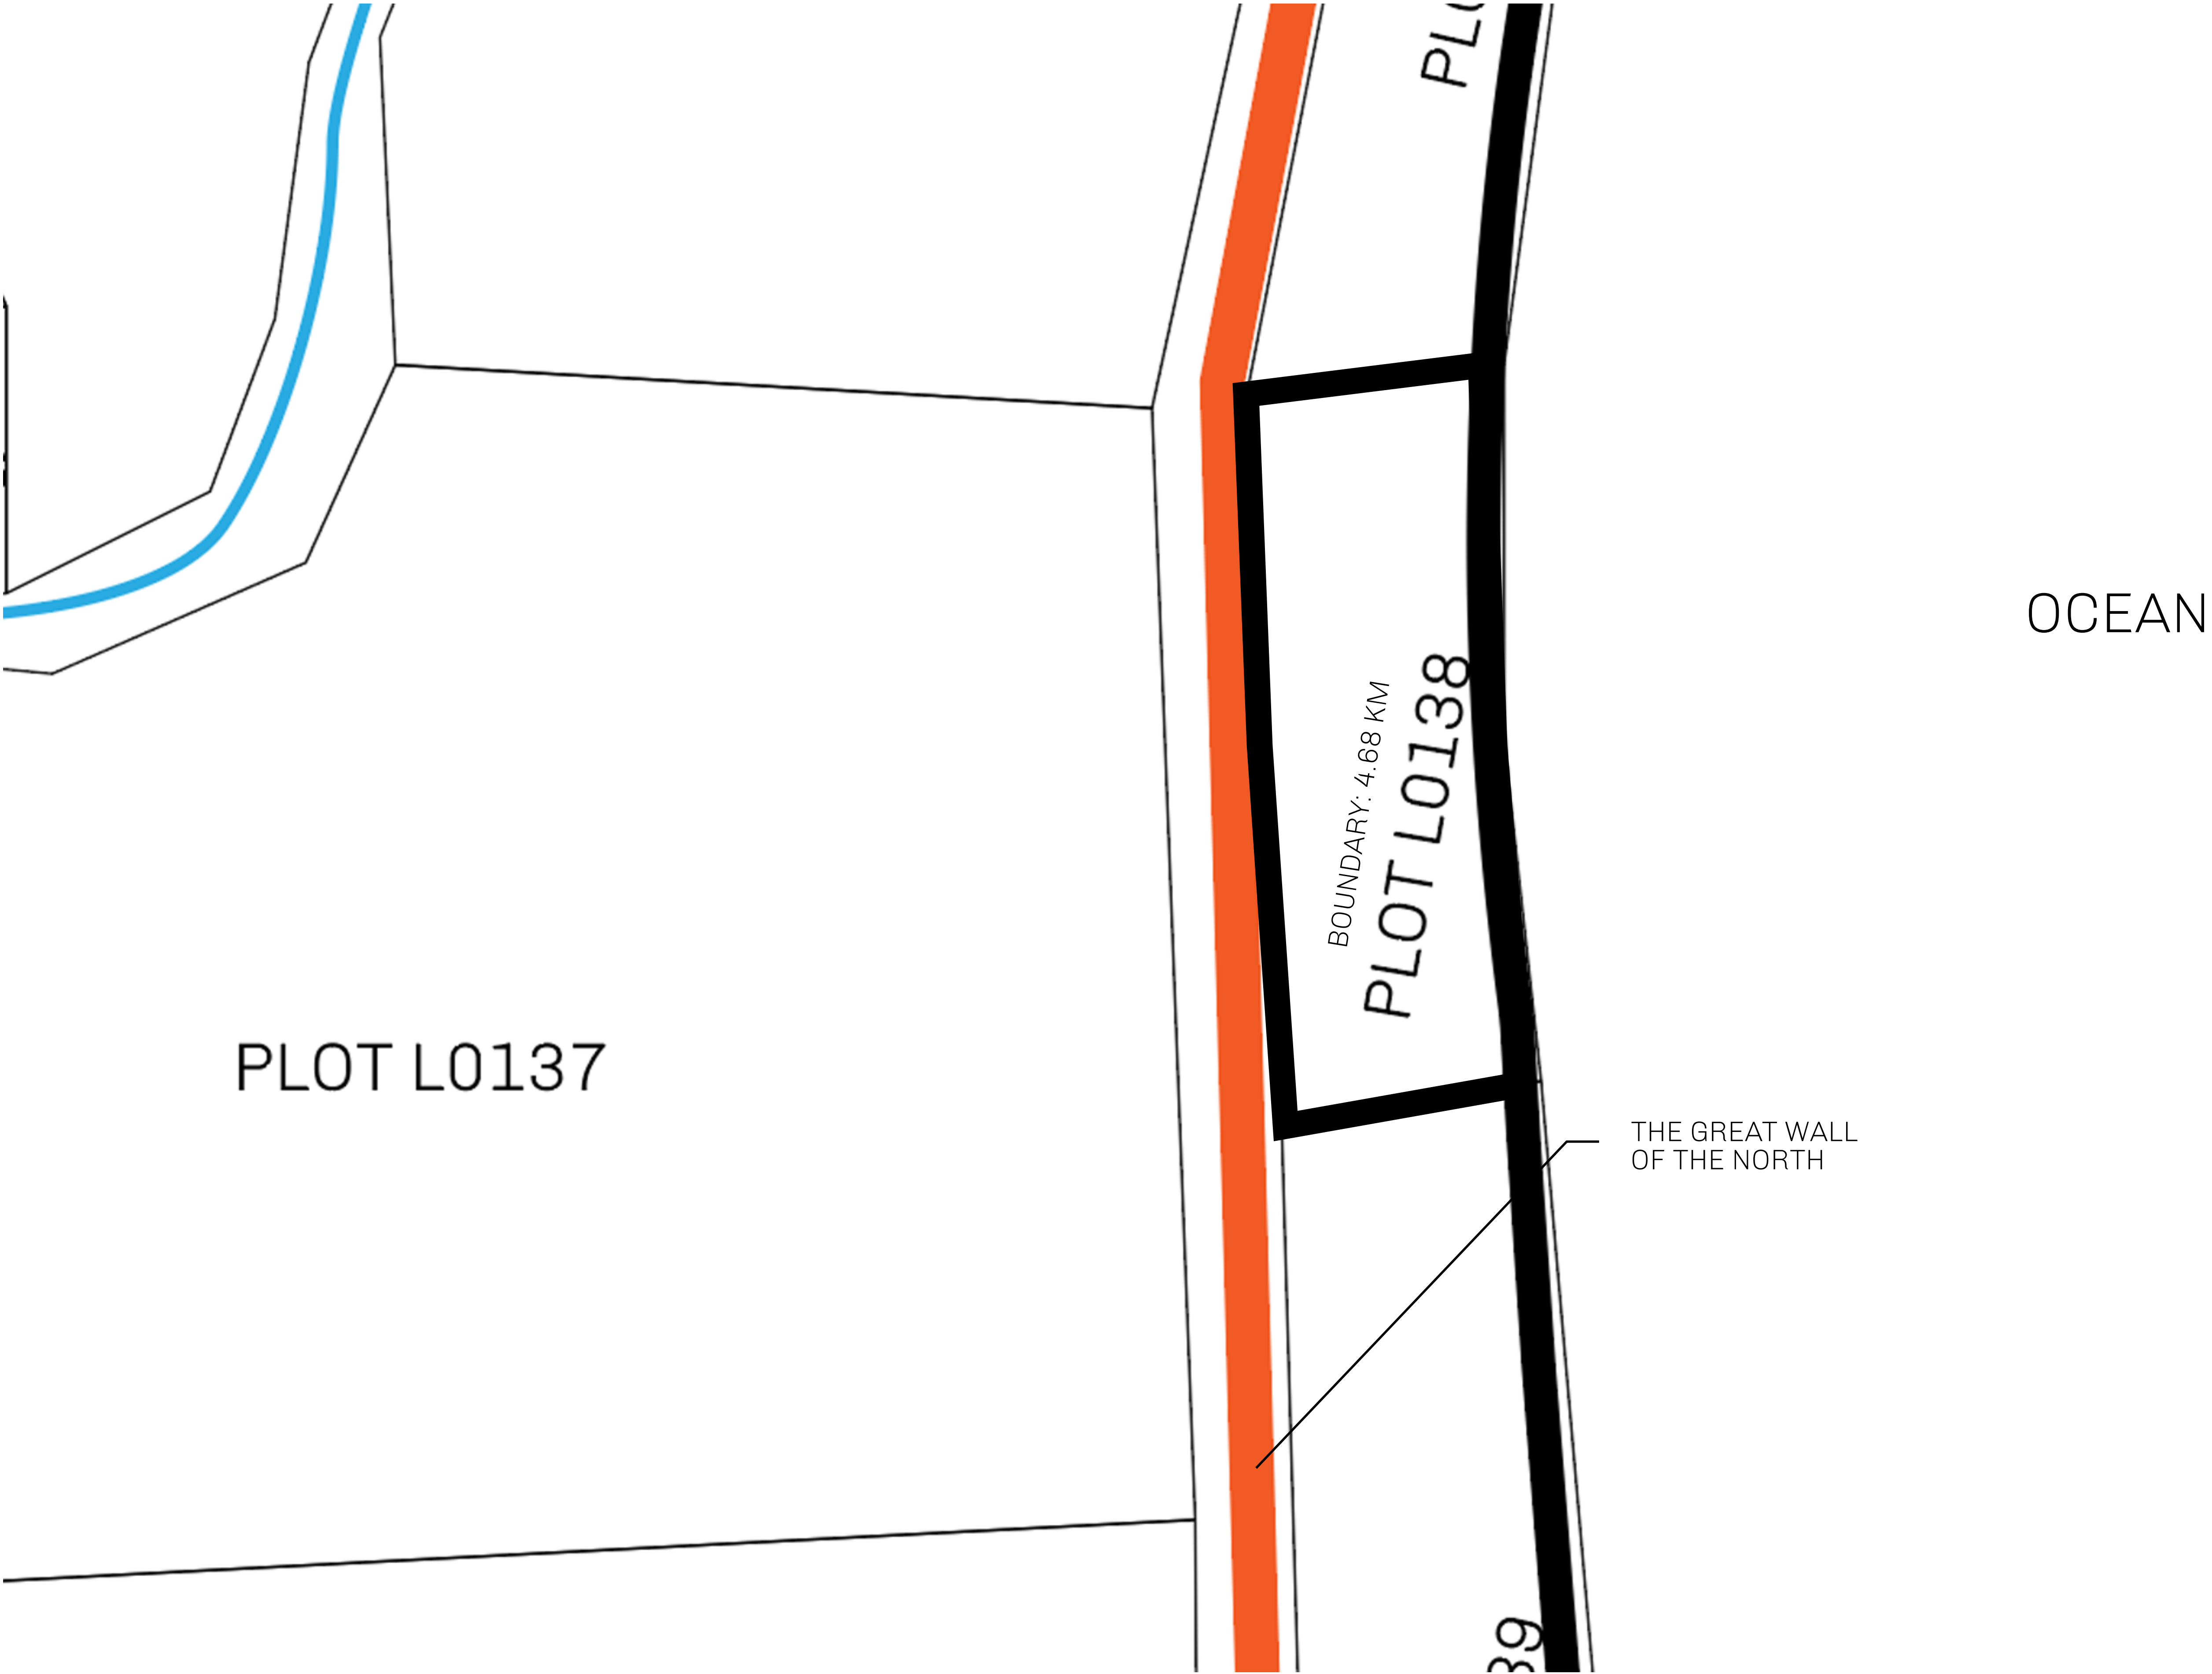 OCEAN
BOUNDARY: 4.68 KM
PLOT L0138
PLOT L0137
THE GREAT WALL
OF THE NORTH